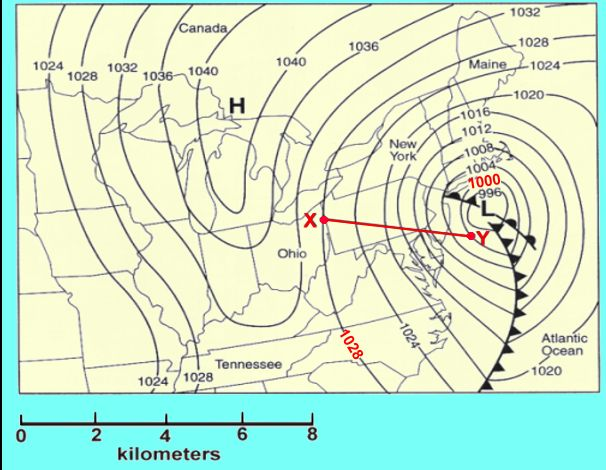 Canada
1032
1028
1024
1036
1040
1024
1028
1032
1036
1040
Maine
1020
H
1016
1012
1008
1004
1000
996
New
York
L
X
Y
Ohio
1028
1024
Atlantic
Ocean
1020
Tennessee
1024
1028
0 2 4 6 8
kilometers